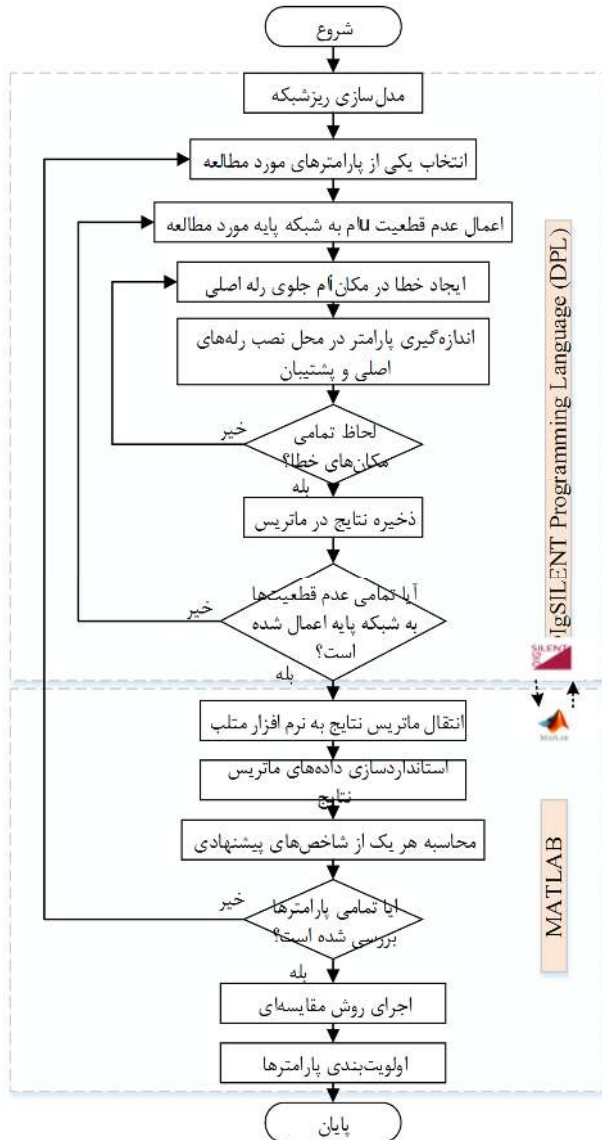 شروع
مدل‌سازی ریزشبکه
انتخاب یکی از پارامترهای مورد مطالعه
اعمال عدم قطعیت uام به شبکه پایه مورد مطالعه
ایجاد خطا در مکان iام جلوی رله اصلی
اندازه‌گیری پارامتر در محل نصب رله‌های
اصلی و پشتیبان
خیر
لحاظ تمامی
مکان‌های خطا؟
بله
ذخیره نتایج در ماتریس
خیر
آیا تمامی عدم قطعیت‌ها
به شبکه پایه اعمال شده
است؟
بله
DIgSILENT Programming Language (DPL)
DIG
SILENT
انتقال ماتریس نتایج به نرم افزار متلب
MATLAB
استانداردسازی داده‌های ماتریس
نتایج
محاسبه هر یک از شاخص‌های پیشنهادی
MATLAB
خیر
ایا تمامی پارامترها
بررسی شده است؟
بله
اجرای روش مقایسه‌ای
اولویت‌بندی پارامترها
پایان